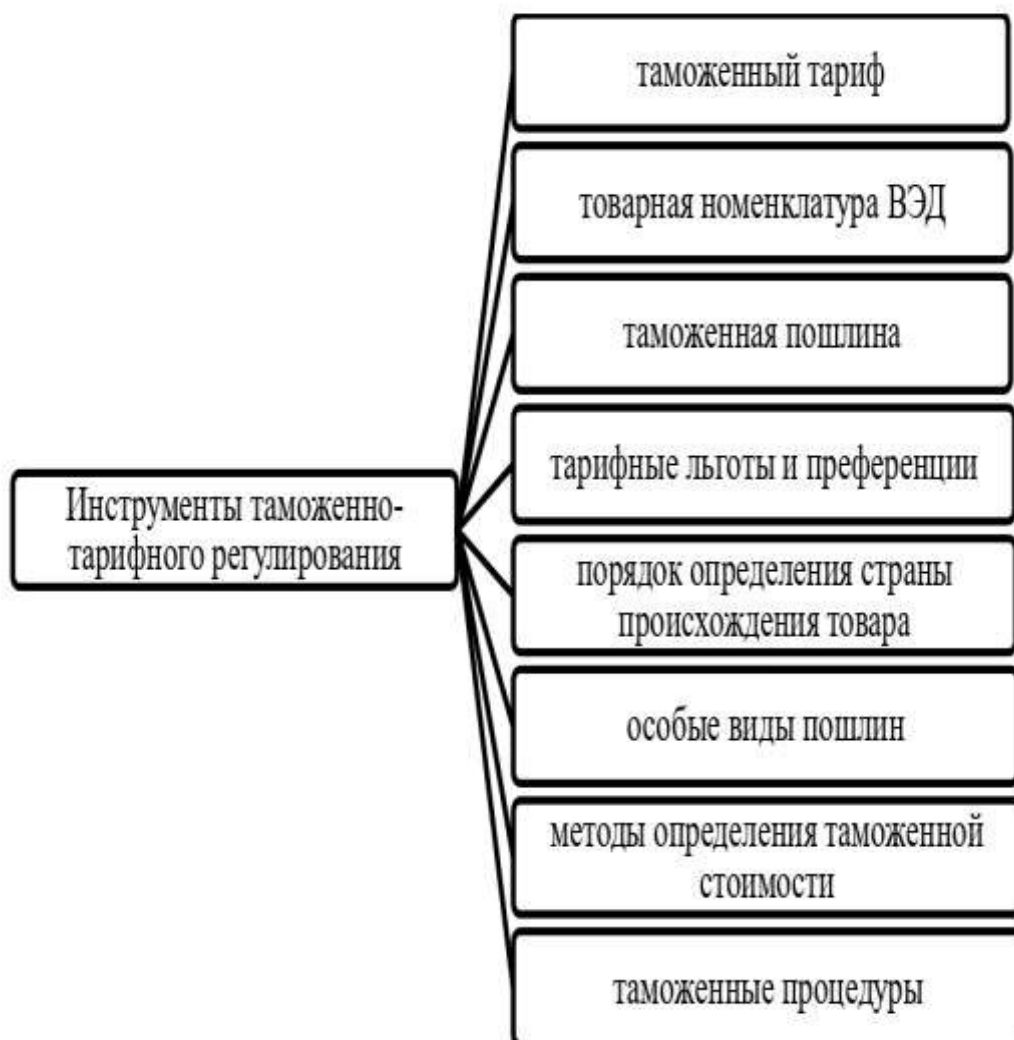 таможенный тариф
товарная номенклатура ВЭД
таможенная пошлина
тарифные льготы и преференции
Инструменты таможенно-
тарифного регулирования
порядок определения страны
происхождения товара
особые виды пошлин
методы определения таможенной
стоимости
таможенные процедуры